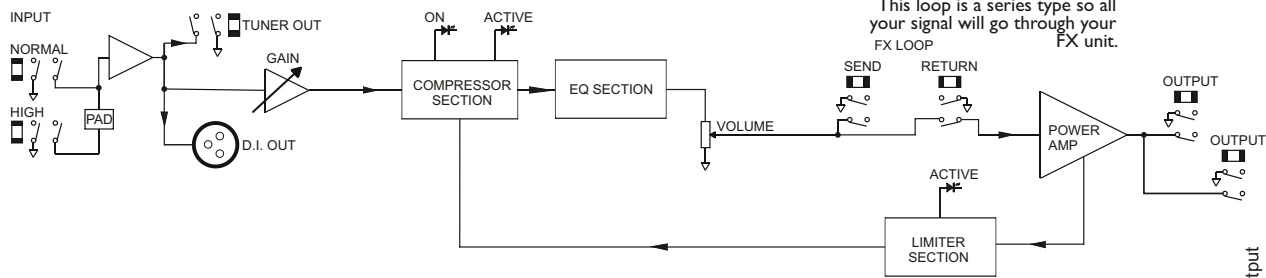 This loop is a series type so all
your signal will go through your
FX unit.
INPUT
NORMAL
HIGH
PAD
TUNER OUT
D.I. OUT
GAIN
ON
ACTIVE
COMPRESSOR
SECTION
EQ SECTION
VOLUME
FX LOOP
SEND
RETURN
POWER
AMP
OUTPUT
OUTPUT
ACTIVE
LIMITER
SECTION
tput